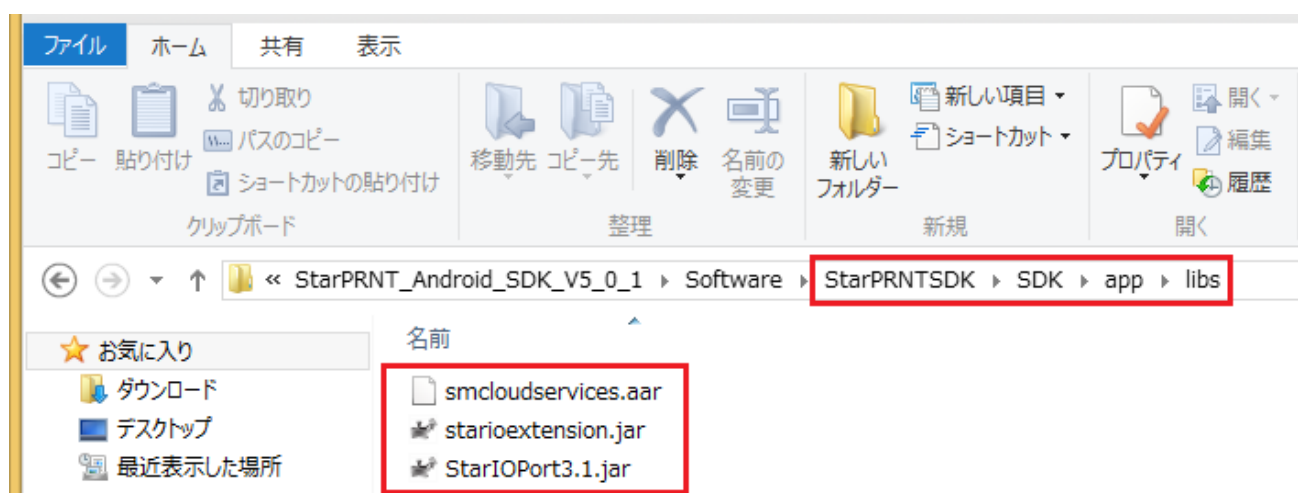 ファイル ホーム 共有 表示
コピー
貼り付け
切り取り
パスのコピー
ショートカットの貼り付け
クリップボード
移動先
コピー先
削除
名前の
変更
整理
新しい
フォルダー
新しい項目
ショートカット
新規
プロパティ
開く
編集
履歴
開く
« StarPRNT_Android_SDK_V5_0_1 Software StarPRNTSDK SDK app libs
お気に入り
ダウンロード
デスクトップ
最近表示した場所
名前
smcloudservices.aar
starioextension.jar
StarIOPort3.1.jar